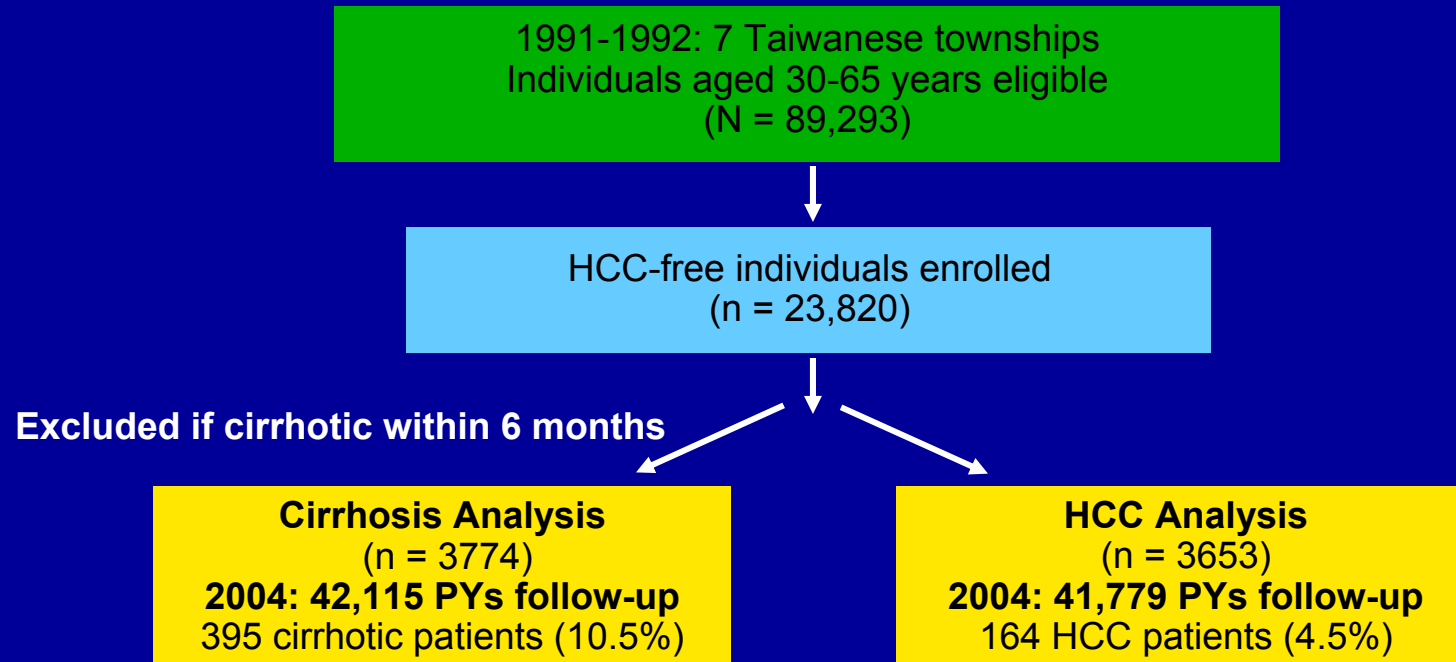 1991-1992: 7 Taiwanese townships
Individuals aged 30-65 years eligible
(N = 89,293)
HCC-free individuals enrolled
(n = 23,820)
Excluded if cirrhotic within 6 months
Cirrhosis Analysis
(n = 3774)
2004: 42,115 PYs follow-up
395 cirrhotic patients (10.5%)
HCC Analysis
(n = 3653)
2004: 41,779 PYs follow-up
164 HCC patients (4.5%)